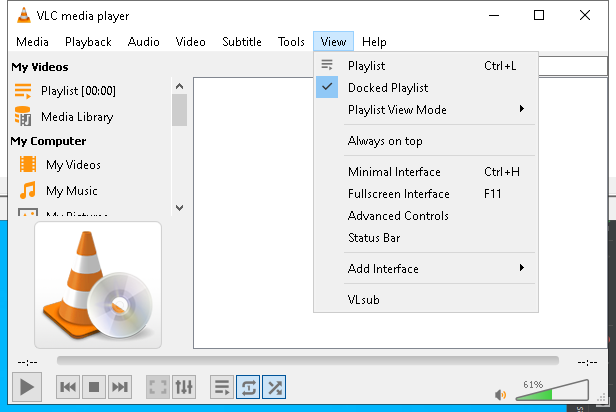 VLC media player
Media Playback Audio Video Subtitle Tools View Help
My Videos
Playlist [00:00]
Media Library
My Computer
My Videos
My Music
My Pictures
Playlist Ctrl+L
Docked Playlist
Playlist View Mode
Always on top
Minimal Interface Ctrl+H
Fullscreen Interface F11
Advanced Controls
Status Bar
Add Interface
VLsub
--:-- --:--
61%